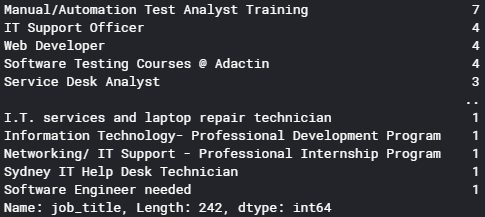 Manual/Automation Test Analyst Training 7
IT Support Officer 4
Web Developer 4
Software Testing Courses @ Adactin 4
Service Desk Analyst 3
..
I.T. services and laptop repair technician 1
Information Technology- Professional Development Program 1
Networking/ IT Support - Professional Internship Program 1
Sydney IT Help Desk Technician 1
Software Engineer needed 1
Name: job_title, Length: 242, dtype: int64